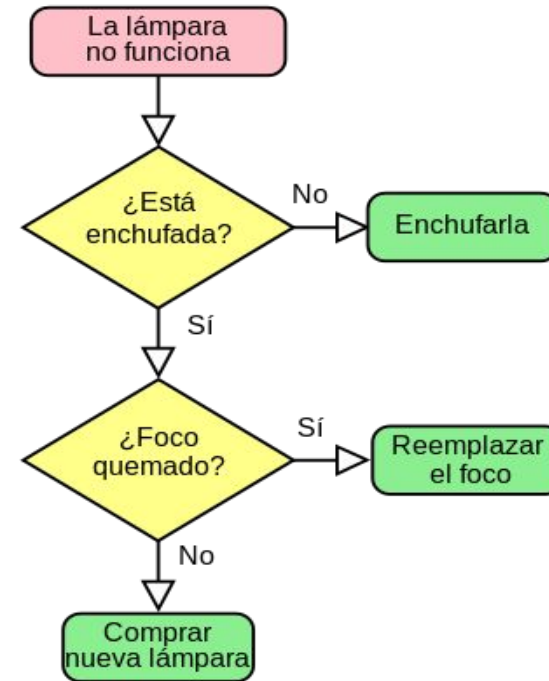 La lámpara
no funciona
¿Está
enchufada?
No
Enchufarla
Sí
¿Foco
quemado?
Sí
Reemplazar
el foco
No
Comprar
nueva lámpara